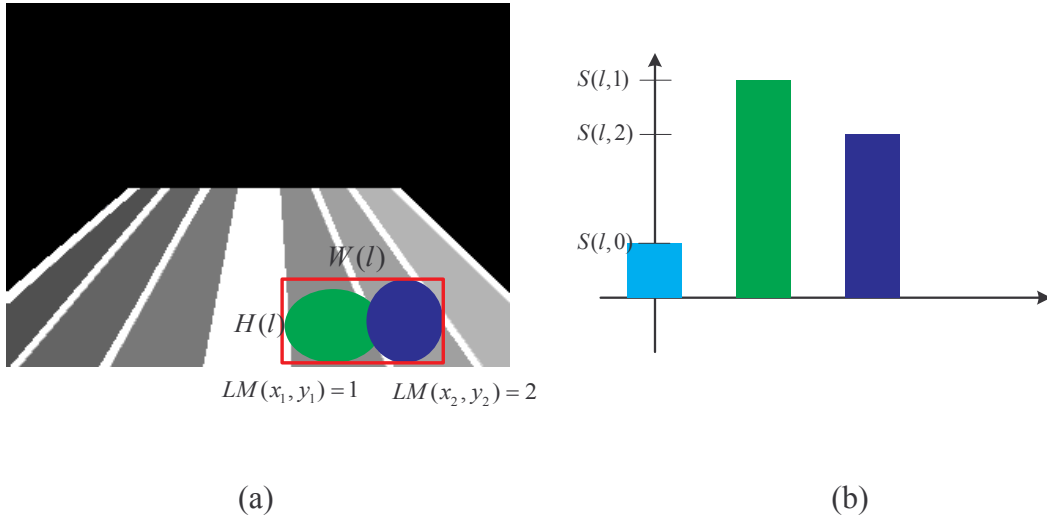 W(l)
H(l)
LM(x₁, y₁)=1
LM(x₂, y₂)=2
(a)
S(l,1)
S(l,2)
S(l,0)
(b)